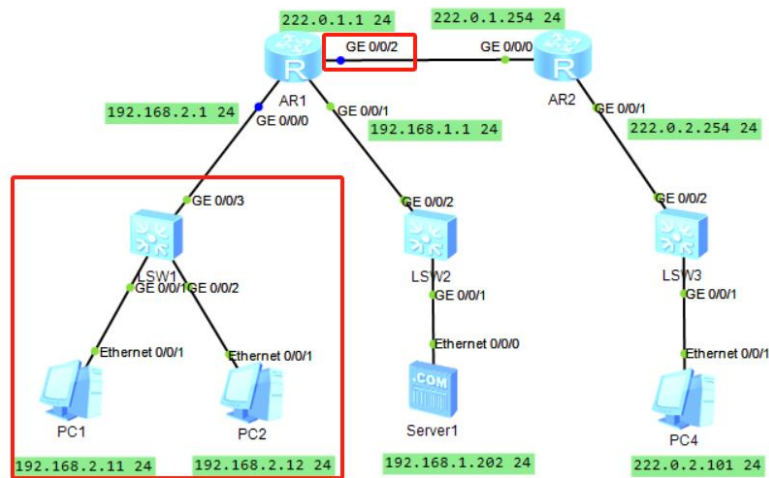 222.0.1.1 24
222.0.1.254 24
GE 0/0/2
GE 0/0/0
R
R
AR1
AR2
192.168.2.1 24
GE 0/0/0
GE 0/0/1
GE 0/0/1
192.168.1.1 24
222.0.2.254 24
GE 0/0/3
GE 0/0/2
GE 0/0/2
LSW1
LSW2
LSW3
GE 0/0/1
GE 0/0/2
GE 0/0/1
GE 0/0/1
Ethernet 0/0/1
Ethernet 0/0/1
Ethernet 0/0/0
Ethernet 0/0/1
.COM
PC1
PC2
Server1
PC4
192.168.2.11 24
192.168.2.12 24
192.168.1.202 24
222.0.2.101 24